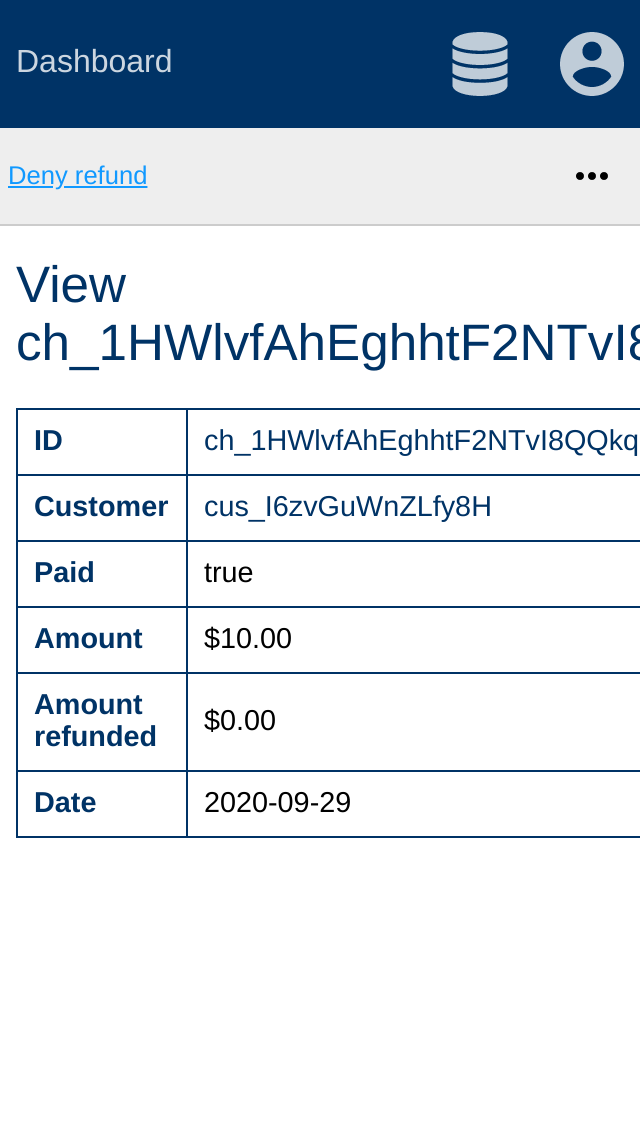 Dashboard
Deny refund
View
ch_1HWlvfAhEghhtF2NTvI8
ID ch_1HWlvfAhEghhtF2NTvI8QQkq
Customer cus_I6zvGuWnZLfy8H
Paid true
Amount $10.00
Amount
refunded $0.00
Date 2020-09-29